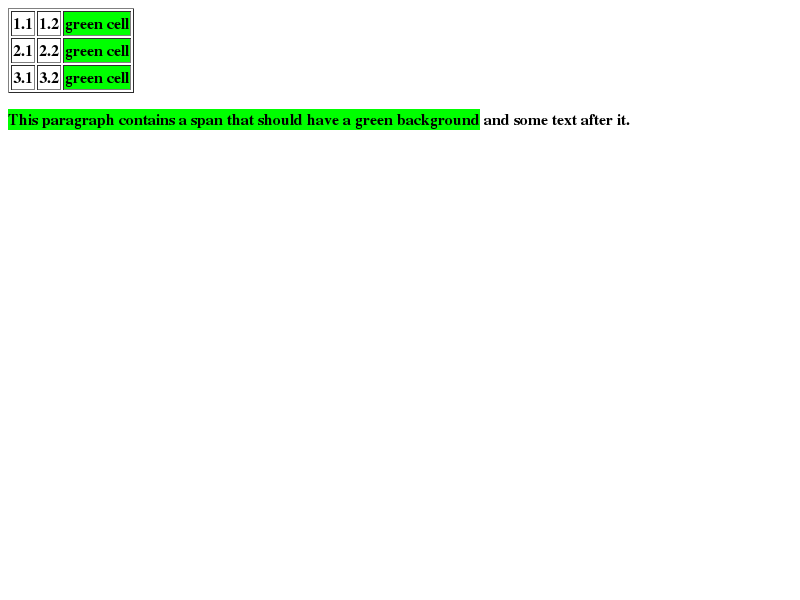 1.1 1.2 green cell
2.1 2.2 green cell
3.1 3.2 green cell
This paragraph contains a span that should have a green background and some text after it.